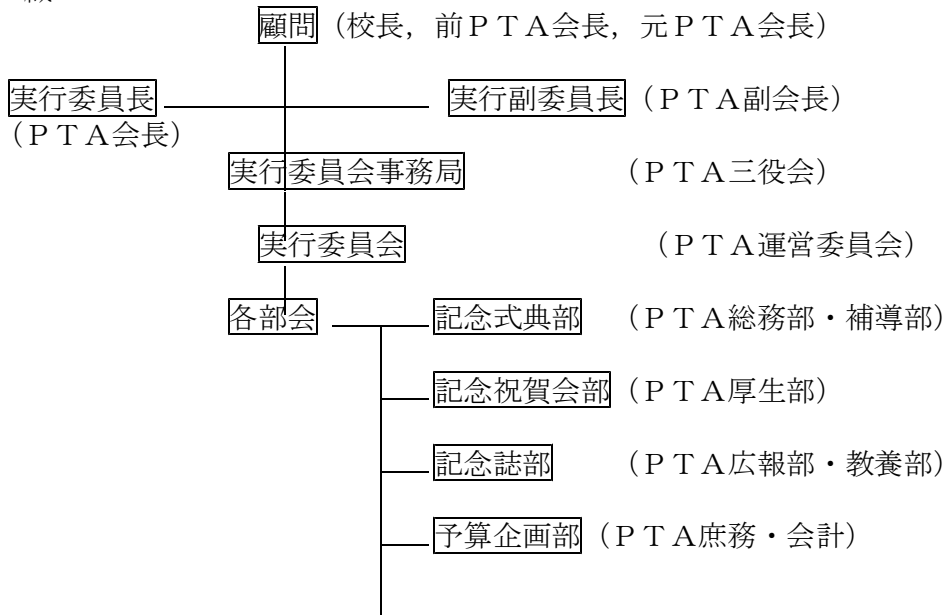 顧問（校長，前ＰＴＡ会長，元ＰＴＡ会長）
実行委員長 実行副委員長（ＰＴＡ副会長）
（ＰＴＡ会長）
実行委員会事務局 （ＰＴＡ三役会）
実行委員会 （ＰＴＡ運営委員会）
各部会 記念式典部 （ＰＴＡ総務部・補導部）
記念祝賀会部（ＰＴＡ厚生部）
記念誌部 （ＰＴＡ広報部・教養部）
予算企画部（ＰＴＡ庶務・会計）